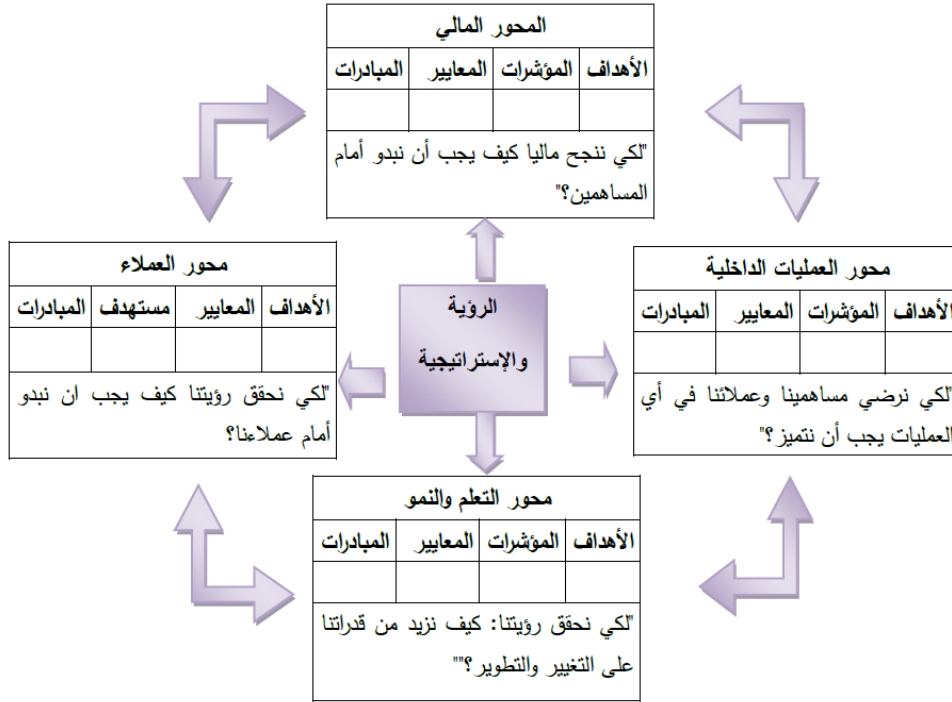 المحور المالي
الأهداف المؤشرات المعايير المبادرات
"لكي ننجح ماليا كيف يجب أن نبدو أمام
المساهمين؟"
محور العمليات الداخلية
الأهداف المؤشرات المعايير المبادرات
"لكي نرضي مساهمينا وعملائنا في أي
العمليات يجب أن نتميز؟"
الرؤية
والإستراتيجية
محور العملاء
الأهداف المعايير مستهدف المبادرات
"لكي نحقق رؤيتنا كيف يجب ان نبدو
أمام عملاءنا؟
محور التعلم والنمو
الأهداف المؤشرات المعايير المبادرات
"لكي نحقق رؤيتنا: كيف نزيد من قدراتنا
على التغيير والتطوير؟""